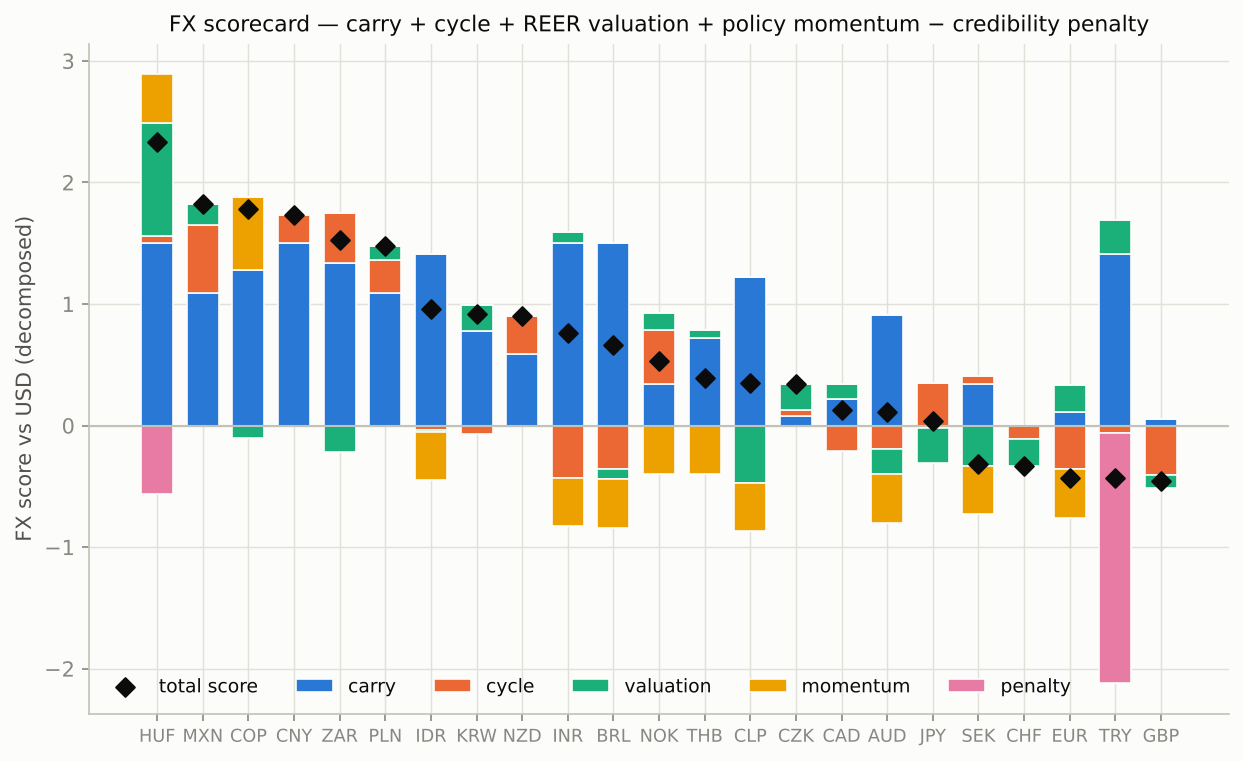 FX scorecard — carry + cycle + REER valuation + policy momentum − credibility penalty
FX score vs USD (decomposed)
3
2
1
0
−1
−2
total score carry cycle valuation momentum penalty
HUF MXN COP CNY ZAR PLN IDR KRW NZD INR BRL NOK THB CLP CZK CAD AUD JPY SEK CHF EUR TRY GBP